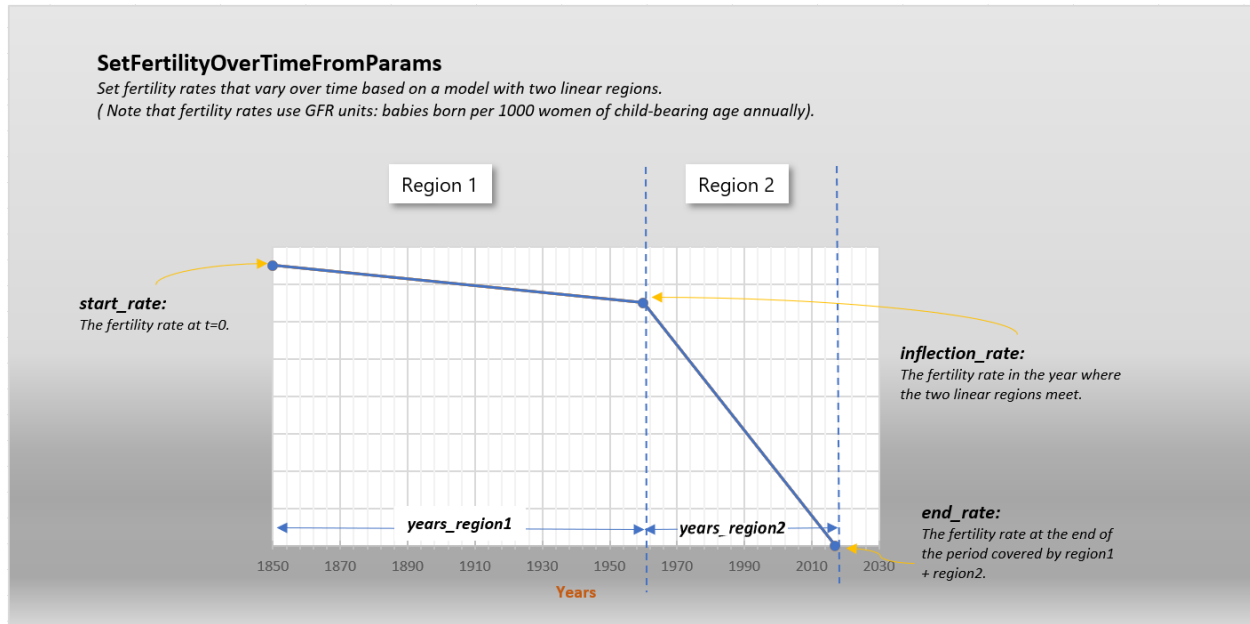 SetFertilityOverTimeFromParams
Set fertility rates that vary over time based on a model with two linear regions.
( Note that fertility rates use GFR units: babies born per 1000 women of child-bearing age annually).
Region 1
Region 2
start_rate:
The fertility rate at t=0.
inflection_rate:
The fertility rate in the year where
the two linear regions meet.
end_rate:
The fertility rate at the end of
the period covered by region1
+ region2.
years_region1
years_region2
1850 1870 1890 1910 1930 1950 1970 1990 2010 2030
Years